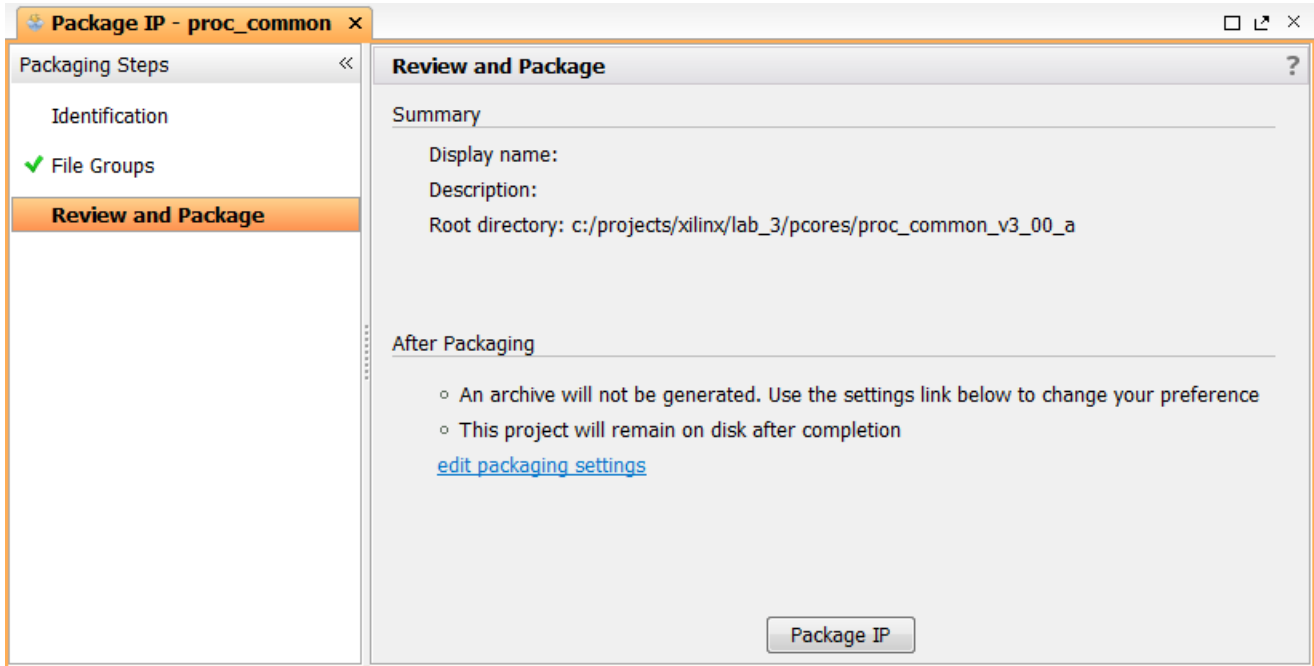 Package IP - proc_common
Packaging Steps
Identification
File Groups
Review and Package
Review and Package
?
Summary
Display name:
Description:
Root directory: c:/projects/xilinx/lab_3/pcores/proc_common_v3_00_a
After Packaging
An archive will not be generated. Use the settings link below to change your preference
This project will remain on disk after completion
edit packaging settings
Package IP